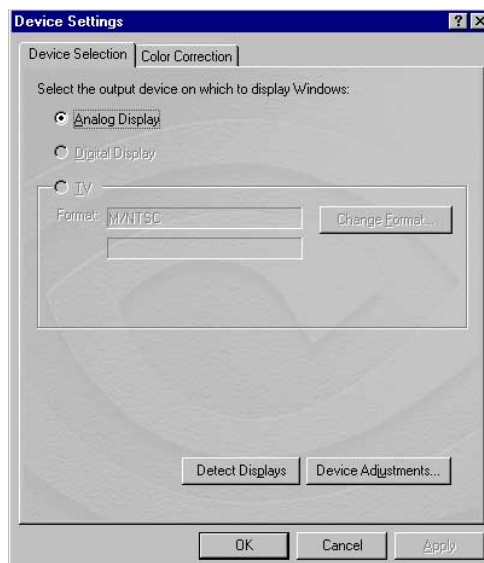 Device Settings
Device Selection
Color Correction
Select the output device on which to display Windows:
Analog Display
Digital Display
TV
Format: M/NTSC
Change Format...
Detect Displays
Device Adjustments...
OK
Cancel
Apply